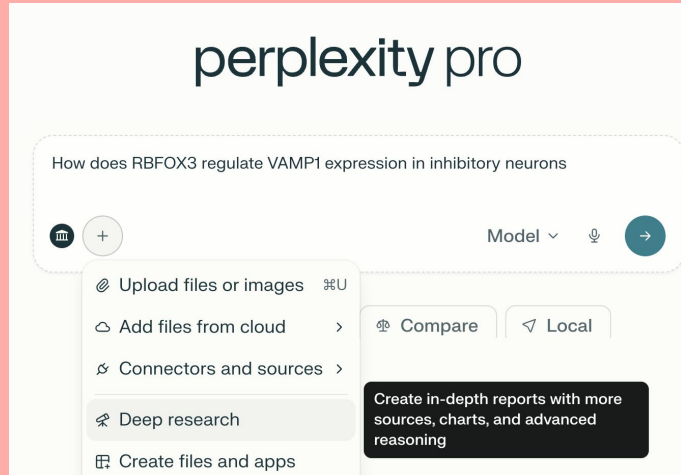 perplexity pro
How does RBFOX3 regulate VAMP1 expression in inhibitory neurons
Model
Upload files or images ⌘U
Add files from cloud
Compare
Local
Connectors and sources
Deep research
Create in-depth reports with more
sources, charts, and advanced
reasoning
Create files and apps